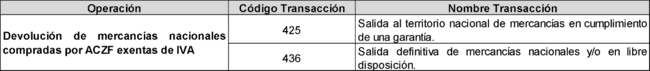 Operación Código Transacción Nombre Transacción
Devolución de mercancías nacionales compradas por ACZF exentas de IVA
425
Salida al territorio nacional de mercancías en cumplimiento
de una garantía.
436
Salida definitiva de mercancías nacionales y/o en libre
disposición.